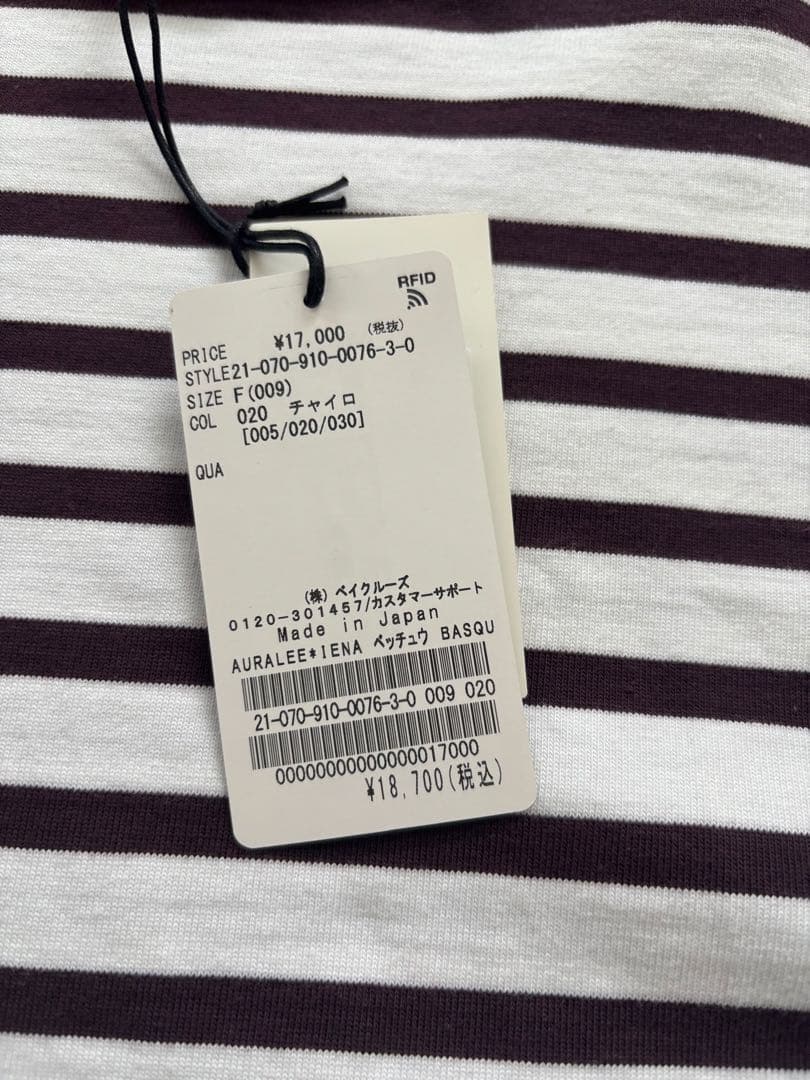 RFID
PRICE ¥17,000 (税抜)
STYLE21-070-910-0076-3-0
SIZE F(009)
COL 020 チャイロ
[005/020/030]
QUA
(株) ベイクルーズ
0120-301457/カスタマーサポート
Made in Japan
AURALEE*IENA ベッチュウ BASQU
21-070-910-0076-3-0 009 020
00000000000000017000
¥18,700(税込)